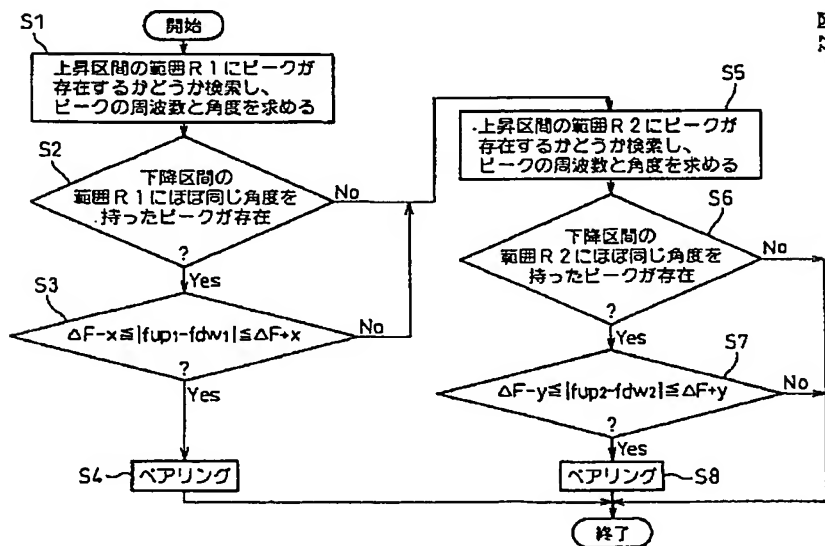 S1
開始
上昇区間の範囲R1にピークが
存在するかどうか検索し、
ピークの周波数と角度を求める
S2
下降区間の
範囲R1にほぼ同じ角度を
持ったピークが存在
?
No
Yes
S3
△F-x≦|fup1-fdw1|≦△F+x
?
No
Yes
S4
ペアリング
S5
上昇区間の範囲R2にピークが
存在するかどうか検索し、
ピークの周波数と角度を求める
S6
下降区間の
範囲R2にほぼ同じ角度を
持ったピークが存在
?
No
Yes
S7
△F-y≦|fup2-fdw2|≦△F+y
?
No
Yes
ペアリング
S8
終了